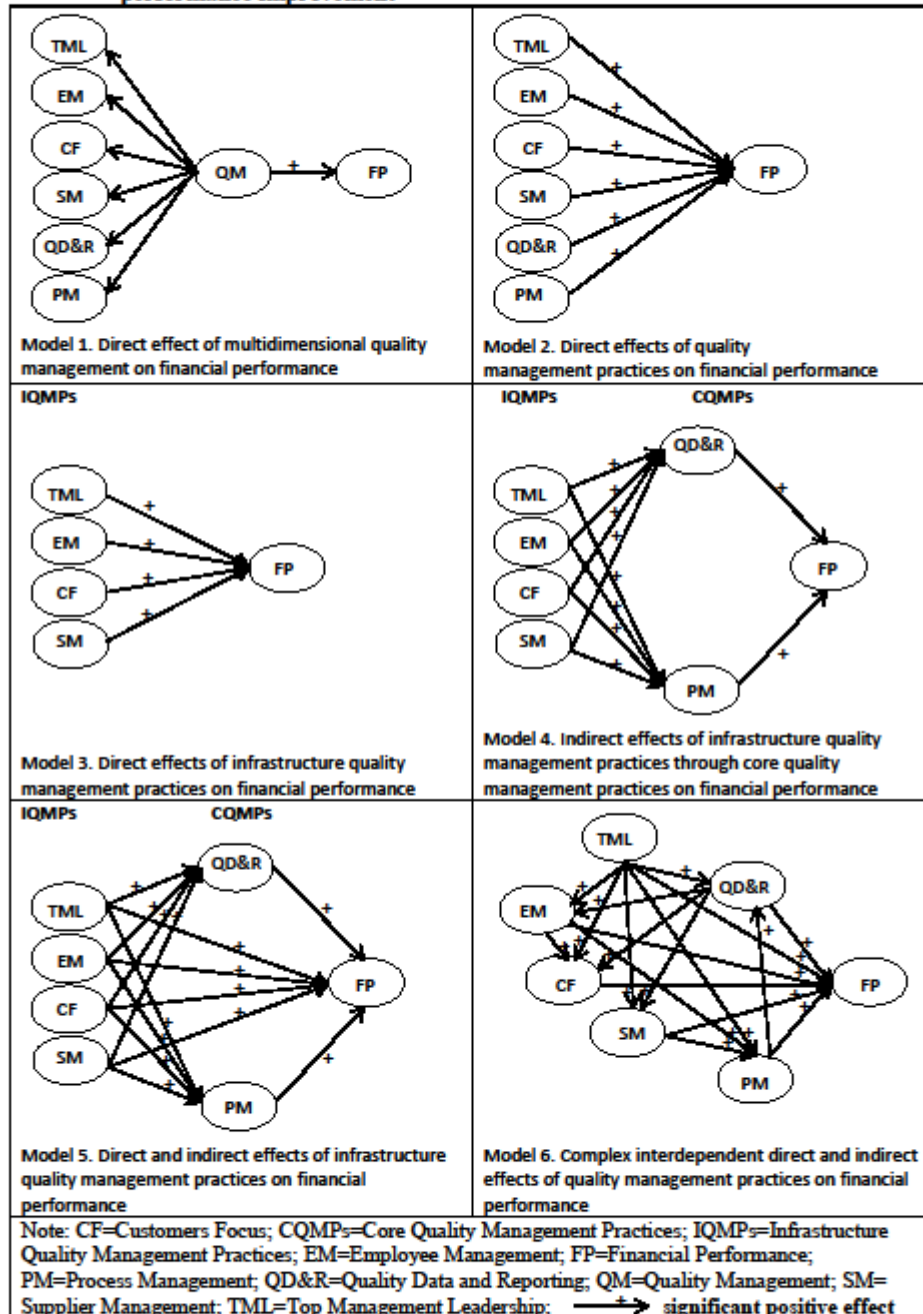 performance improvement
TML
EM
CF
SM
QD&R
PM
QM
+
FP
Model 1. Direct effect of multidimensional quality
management on financial performance
TML
EM
CF
SM
QD&R
PM
+
+
+
+
+
+
FP
Model 2. Direct effects of quality
management practices on financial performance
IQMPs
TML
EM
CF
SM
+
+
+
+
FP
Model 3. Direct effects of infrastructure quality
management practices on financial performance
IQMPs CQMPs
QD&R
TML
EM
CF
SM
+
+
+
+
+
+
+
+
+
+
FP
PM
Model 4. Indirect effects of infrastructure quality
management practices through core quality
management practices on financial performance
IQMPs CQMPs
QD&R
TML
EM
CF
SM
FP
PM
Model 5. Direct and indirect effects of infrastructure
quality management practices on financial
performance
TML
QD&R
EM
CF
FP
SM
PM
Model 6. Complex interdependent direct and indirect
effects of quality management practices on financial
performance
Note: CF=Customers Focus; CQMPs=Core Quality Management Practices; IQMPs=Infrastructure
Quality Management Practices; EM=Employee Management; FP=Financial Performance;
PM=Process Management; QD&R=Quality Data and Reporting; QM=Quality Management; SM=
Supplier Management; TML=Top Management Leadership; + significant positive effect